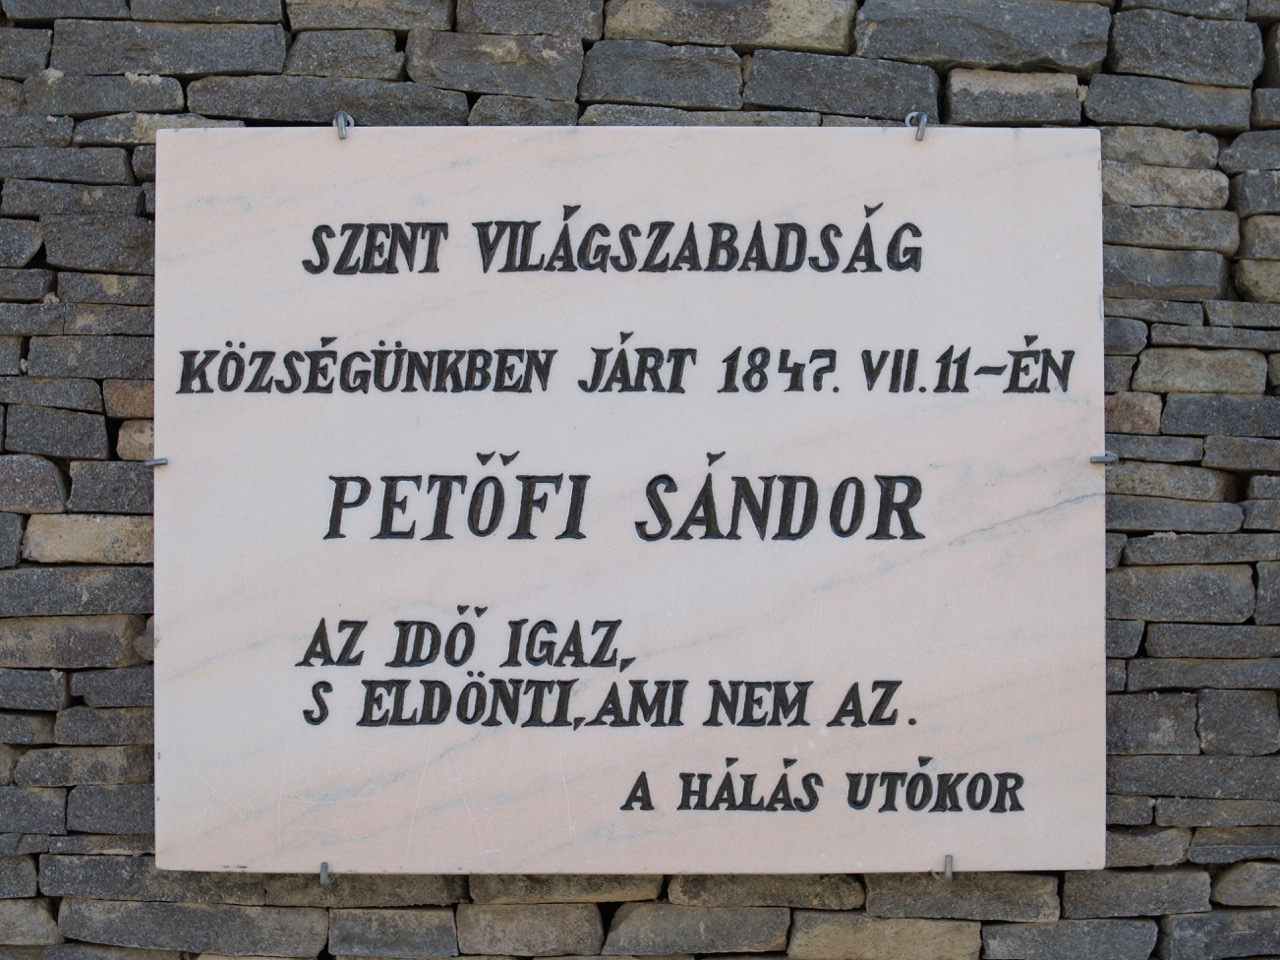 SZENT VILÁGSZABADSÁG
KÖZSÉGÜNKBEN JÁRT 1847. VII. 11-ÉN
PETŐFI SÁNDOR
AZ IDŐ IGAZ,
S ELDÖNTI, AMI NEM AZ.
A HÁLÁS UTÓKOR